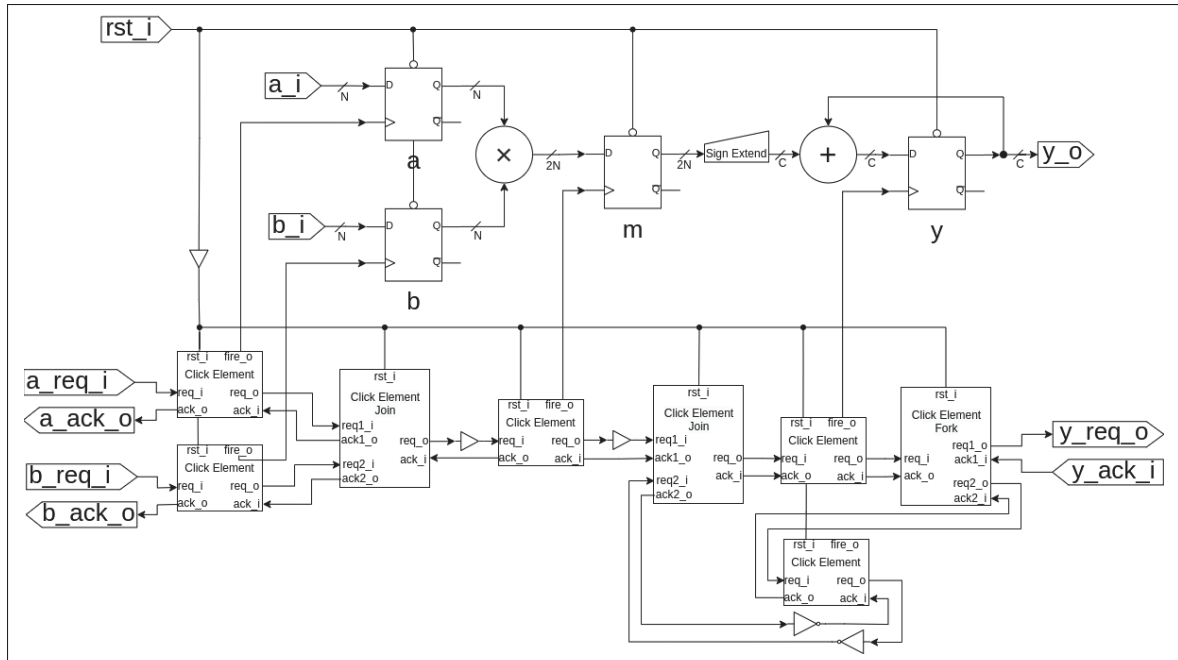 rst_i
a_i
N
D
Q
Q
N
a
×
2N
D
Q
Q
2N
m
Sign Extend
C
+
C
D
Q
Q
C
y_o
y
b_i
N
D
Q
Q
N
b
a_req_i
a_ack_o
rst_i fire_o
Click Element
req_i req_o
ack_o ack_i
b_req_i
b_ack_o
rst_i fire_o
Click Element
req_i req_o
ack_o ack_i
rst_i
Click Element
Join
req1_i
ack1_o
req_o
req2_i
ack_i
ack2_o
rst_i fire_o
Click Element
req_i req_o
ack_o ack_i
rst_i
Click Element
Join
req1_i
ack1_o
req_o
req2_i
ack_i
ack2_o
rst_i fire_o
Click Element
req_i req_o
ack_o ack_i
rst_i
Click Element
Fork
req1_o
req_i
ack1_i
ack_o
req2_o
ack2_i
y_req_o
y_ack_i
rst_i fire_o
Click Element
req_i req_o
ack_o ack_i